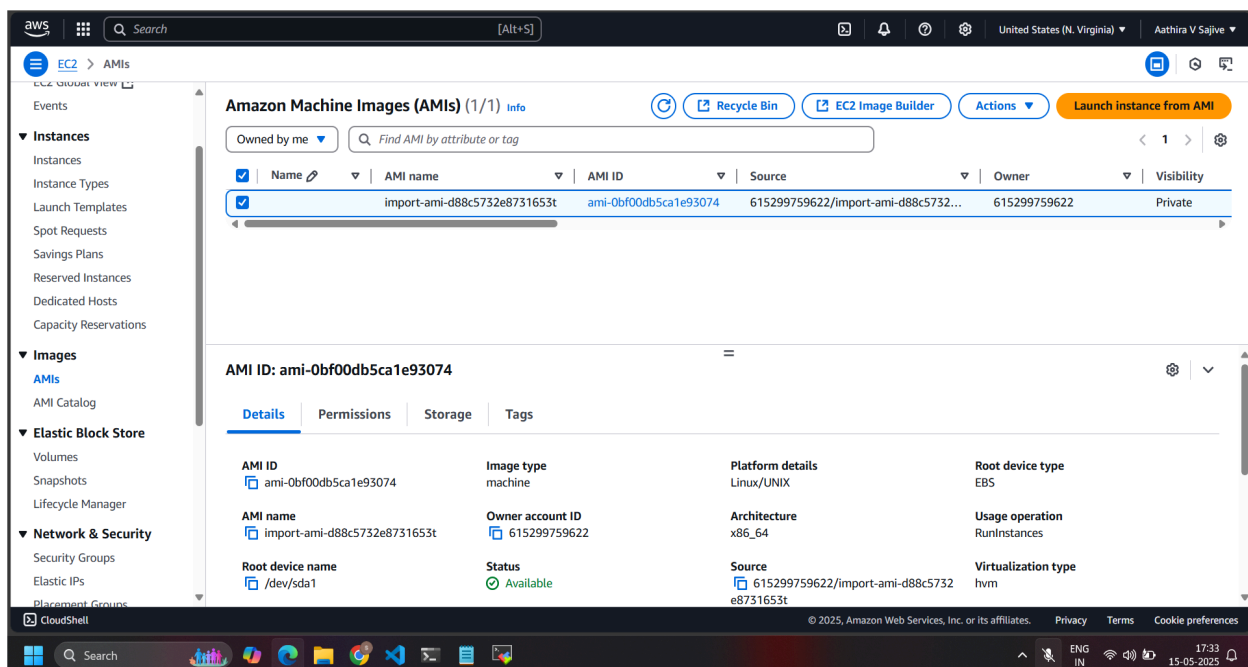 aws Search [Alt+S] United States (N. Virginia) Aathira V Sajive
EC2 > AMIs
EC2 Global View
Events
Instances
Instances
Instance Types
Launch Templates
Spot Requests
Savings Plans
Reserved Instances
Dedicated Hosts
Capacity Reservations
Images
AMIs
AMI Catalog
Elastic Block Store
Volumes
Snapshots
Lifecycle Manager
Network & Security
Security Groups
Elastic IPs
Placement Groups
Amazon Machine Images (AMIs) (1/1) Info Recycle Bin EC2 Image Builder Actions Launch instance from AMI
Owned by me Find AMI by attribute or tag 1
Name AMI name AMI ID Source Owner Visibility
import-ami-d88c5732e8731653t ami-0bf00db5ca1e93074 615299759622/import-ami-d88c5732... 615299759622 Private
AMI ID: ami-0bf00db5ca1e93074
Details Permissions Storage Tags
AMI ID Image type Platform details Root device type
ami-0bf00db5ca1e93074 machine Linux/UNIX EBS
AMI name Owner account ID Architecture Usage operation
import-ami-d88c5732e8731653t 615299759622 x86_64 RunInstances
Root device name Status Source Virtualization type
/dev/sda1 Available 615299759622/import-ami-d88c5732 hvm
e8731653t
CloudShell © 2025, Amazon Web Services, Inc. or its affiliates. Privacy Terms Cookie preferences
Search ENG 17:33
IN 15-05-2025